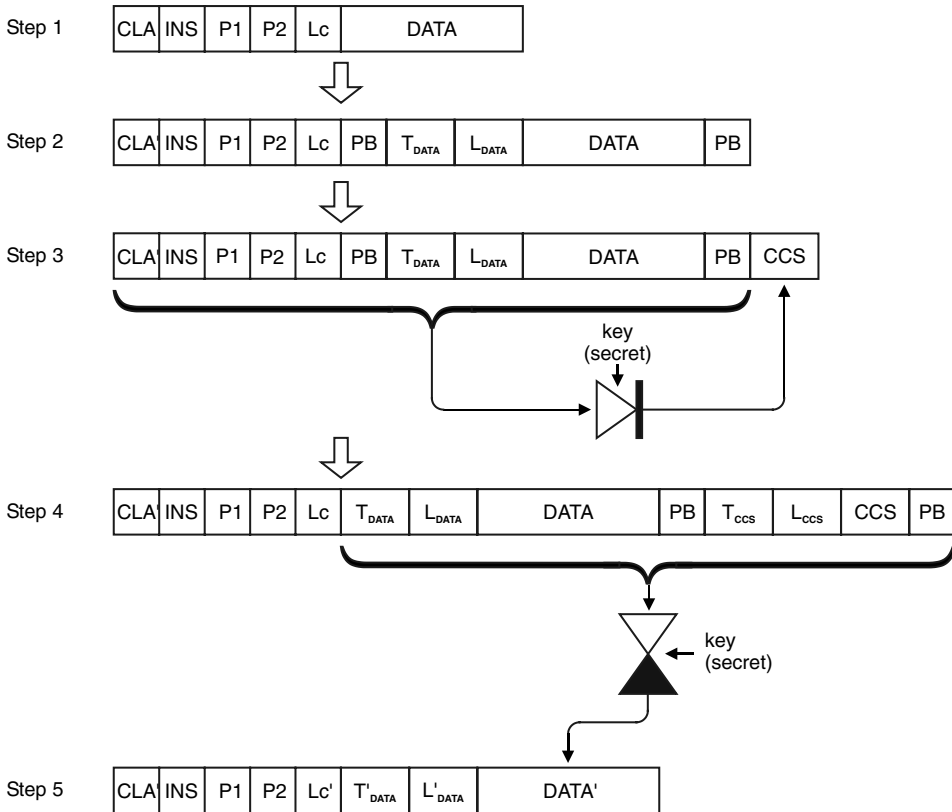 Step 1 CLA INS P1 P2 Lc DATA
Step 2 CLA' INS P1 P2 Lc PB T_DATA L_DATA DATA PB
Step 3 CLA' INS P1 P2 Lc PB T_DATA L_DATA DATA PB CCS
key
(secret)
Step 4 CLA' INS P1 P2 Lc T_DATA L_DATA DATA PB T_CCS L_CCS CCS PB
key
(secret)
Step 5 CLA' INS P1 P2 Lc' T'_DATA L'_DATA DATA'